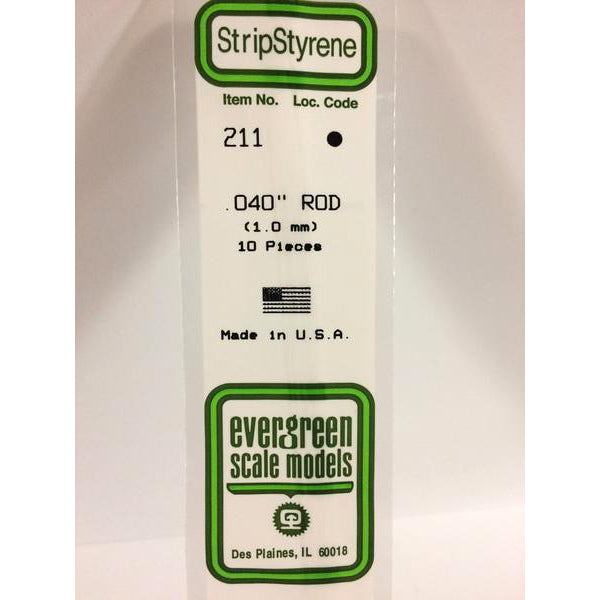 StripStyrene
Item No. Loc. Code
211
.040" ROD
(1.0 mm)
10 Pieces
Made in U.S.A.
evergreen
scale models
Des Plaines, IL 60018